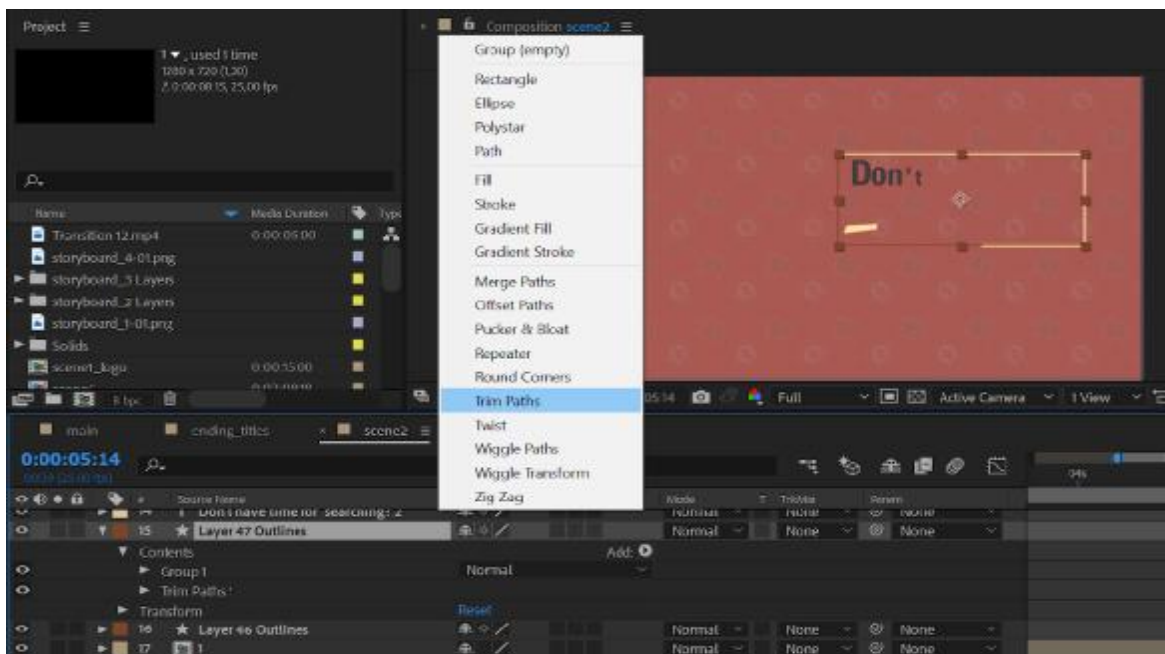 Project
Composition scene2
1 , used 1 time
1280 x 720 (1,00)
25,00 fps
Name
Media Duration
Type
Transition 12.mp4
0:00:05:00
storyboard_4-01.png
storyboard_3 Layers
storyboard_2 Layers
storyboard_1-01.png
Solids
scene1_logo
0:00:15:00
8 bpc
Group (empty)
Rectangle
Ellipse
Polystar
Path
Fill
Stroke
Gradient Fill
Gradient Stroke
Merge Paths
Offset Paths
Pucker & Bloat
Repeater
Round Corners
Trim Paths
Twist
Wiggle Paths
Wiggle Transform
Zig Zag
Don't
Full
Active Camera
1 View
main
ending_titles
scene2
0:00:05:14
04s
#
Source Name
Mode
T
TrkMat
Parent
14 T Don't have time for searching? 2
Normal
None
None
15 Layer 47 Outlines
Normal
None
None
Contents
Add:
Group 1
Normal
Trim Paths 1
Transform
Reset
16 Layer 46 Outlines
Normal
None
None
17 1
Normal
None
None